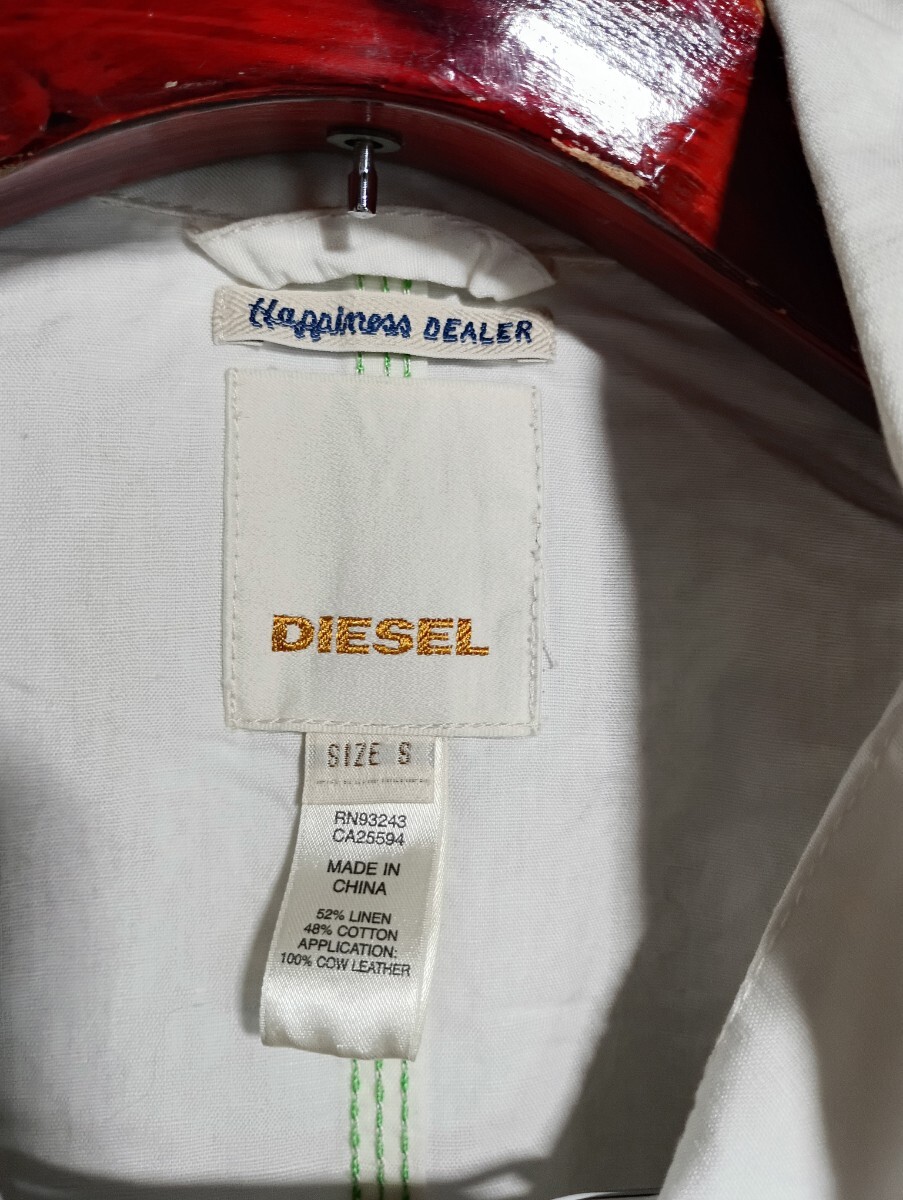 Happiness DEALER
DIESEL
SIZE S
RN93243
CA25594
MADE IN
CHINA
52% LINEN
48% COTTON
APPLICATION:
100% COW LEATHER